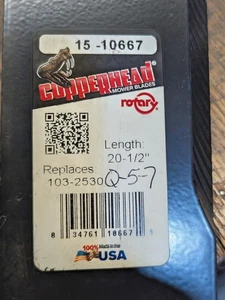 15-10667
COPPERHEAD®
MOWER BLADES
rotary®
Length:
20-1/2"
Replaces
103-2530 Q-5-7
8 34761 10667
100% Made in the
USA